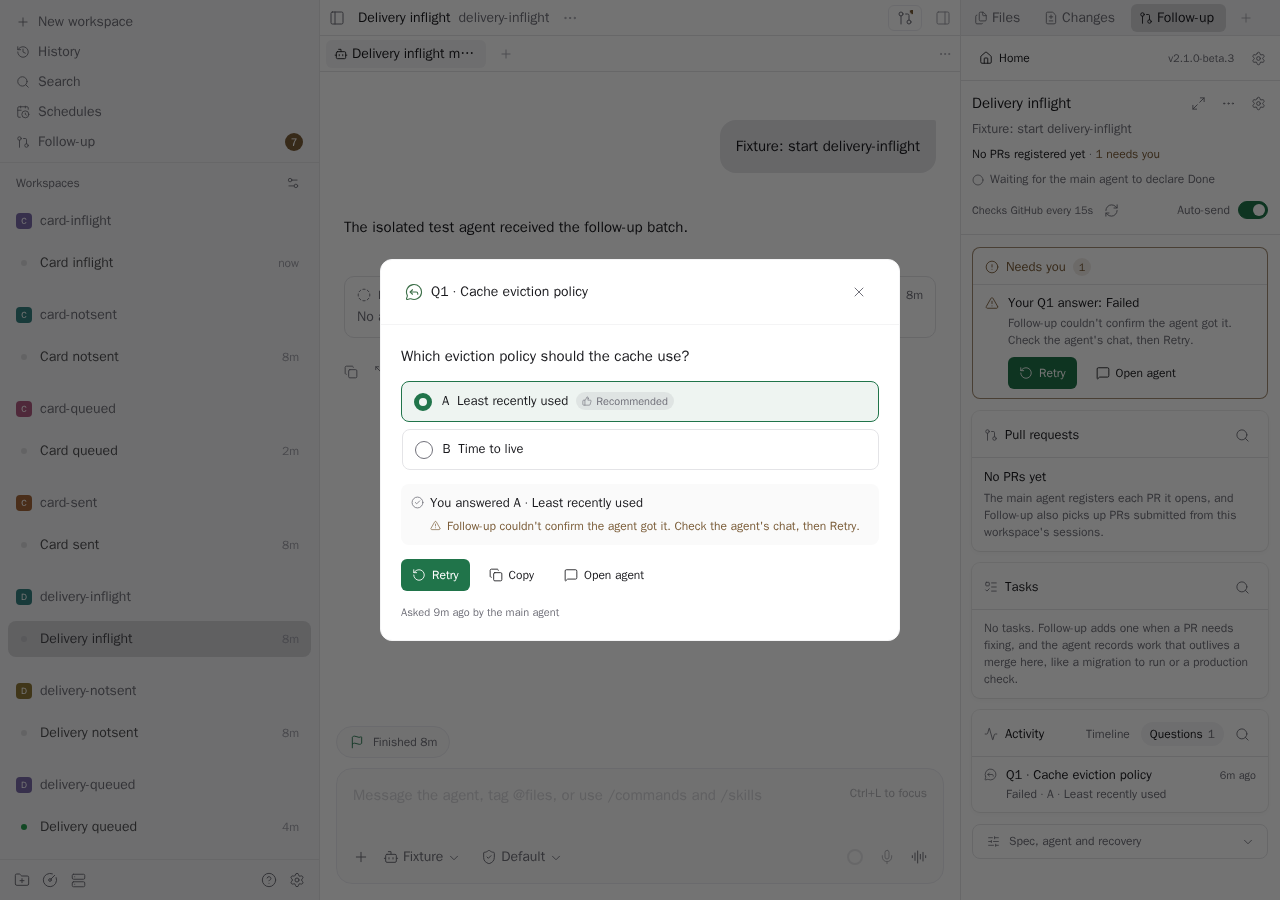 New workspace
History
Search
Schedules
Follow-up 7
Workspaces
C card-inflight
Card inflight now
C card-notsent
Card notsent 8m
C card-queued
Card queued 2m
C card-sent
Card sent 8m
D delivery-inflight
Delivery inflight 8m
D delivery-notsent
Delivery notsent 8m
D delivery-queued
Delivery queued 4m
Delivery inflight delivery-inflight
Delivery inflight m···
Fixture: start delivery-inflight
The isolated test agent received the follow-up batch.
8m
Q1 · Cache eviction policy
Which eviction policy should the cache use?
A Least recently used Recommended
B Time to live
You answered A · Least recently used
Follow-up couldn't confirm the agent got it. Check the agent's chat, then Retry.
Retry Copy Open agent
Asked 9m ago by the main agent
Finished 8m
Message the agent, tag @files, or use /commands and /skills
Ctrl+L to focus
Fixture Default
Files Changes Follow-up
Home v2.1.0-beta.3
Delivery inflight
Fixture: start delivery-inflight
No PRs registered yet · 1 needs you
Waiting for the main agent to declare Done
Checks GitHub every 15s Auto-send
Needs you 1
Your Q1 answer: Failed
Follow-up couldn't confirm the agent got it.
Check the agent's chat, then Retry.
Retry Open agent
Pull requests
No PRs yet
The main agent registers each PR it opens, and
Follow-up also picks up PRs submitted from this
workspace's sessions.
Tasks
No tasks. Follow-up adds one when a PR needs
fixing, and the agent records work that outlives a
merge here, like a migration to run or a production
check.
Activity Timeline Questions 1
Q1 · Cache eviction policy 6m ago
Failed · A · Least recently used
Spec, agent and recovery